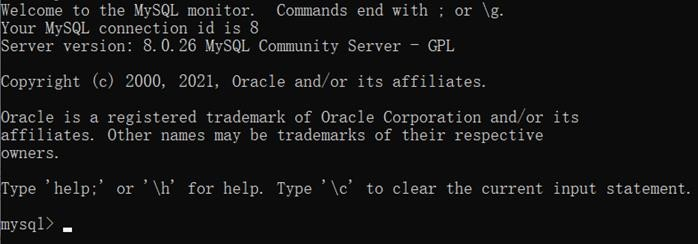 Welcome to the MySQL monitor.  Commands end with ; or \g.
Your MySQL connection id is 8
Server version: 8.0.26 MySQL Community Server - GPL
Copyright (c) 2000, 2021, Oracle and/or its affiliates.
Oracle is a registered trademark of Oracle Corporation and/or its
affiliates. Other names may be trademarks of their respective
owners.
Type 'help;' or '\h' for help. Type '\c' to clear the current input statement.
mysql> _